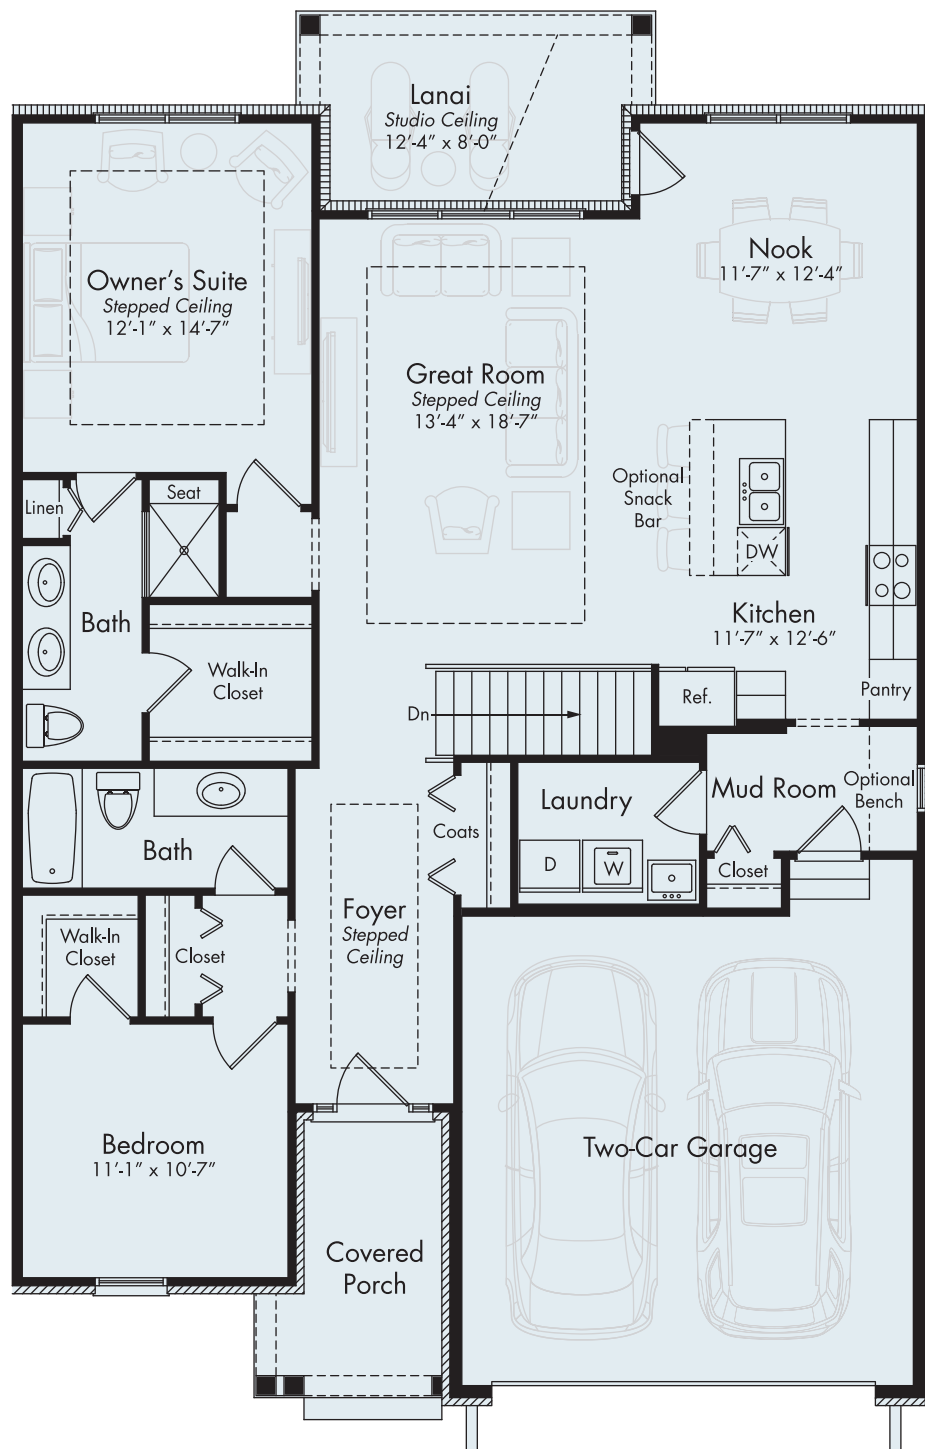 Lanai
Studio Ceiling
12'-4" x 8'-0"
Nook
11'-7" x 12'-4"
Owner's Suite
Stepped Ceiling
12'-1" x 14'-7"
Great Room
Stepped Ceiling
13'-4" x 18'-7"
Optional
Snack
Bar
DW
Linen
Seat
Bath
Walk-In
Closet
Kitchen
11'-7" x 12'-6"
Ref.
Pantry
Dn
Mud Room
Optional
Bench
Laundry
Coats
D
W
Closet
Bath
Foyer
Stepped
Ceiling
Walk-In
Closet
Closet
Bedroom
11'-1" x 10'-7"
Two-Car Garage
Covered
Porch